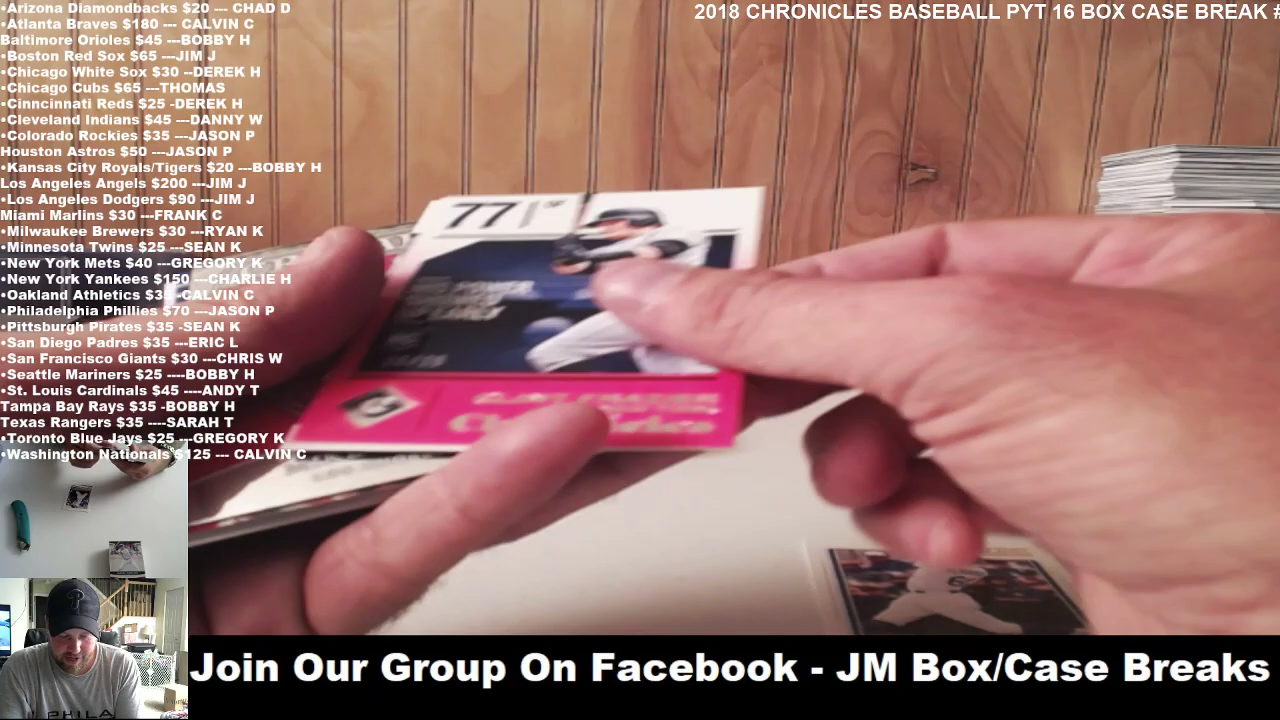 •Arizona Diamondbacks $20 --- CHAD D
•Atlanta Braves $180 --- CALVIN C
Baltimore Orioles $45 ---BOBBY H
•Boston Red Sox $65 ---JIM J
•Chicago White Sox $30 --DEREK H
•Chicago Cubs $65 ---THOMAS
•Cinncinnati Reds $25 -DEREK H
•Cleveland Indians $45 ---DANNY W
•Colorado Rockies $35 ---JASON P
Houston Astros $50 ---JASON P
•Kansas City Royals/Tigers $20 ---BOBBY H
Los Angeles Angels $200 ---JIM J
•Los Angeles Dodgers $90 ---JIM J
Miami Marlins $30 ---FRANK C
•Milwaukee Brewers $30 ---RYAN K
•Minnesota Twins $25 ---SEAN K
•New York Mets $40 ---GREGORY K
•New York Yankees $150 ---CHARLIE H
•Oakland Athletics $35 -CALVIN C
•Philadelphia Phillies $70 ---JASON P
•Pittsburgh Pirates $35 -SEAN K
•San Diego Padres $35 ---ERIC L
•San Francisco Giants $30 ---CHRIS W
•Seattle Mariners $25 ----BOBBY H
•St. Louis Cardinals $45 ----ANDY T
Tampa Bay Rays $35 -BOBBY H
Texas Rangers $35 ----SARAH T
•Toronto Blue Jays $25 ---GREGORY K
•Washington Nationals $125 --- CALVIN C
2018 CHRONICLES BASEBALL PYT 16 BOX CASE BREAK #
77
CLINT FRAZIER
PHILA
Join Our Group On Facebook - JM Box/Case Breaks